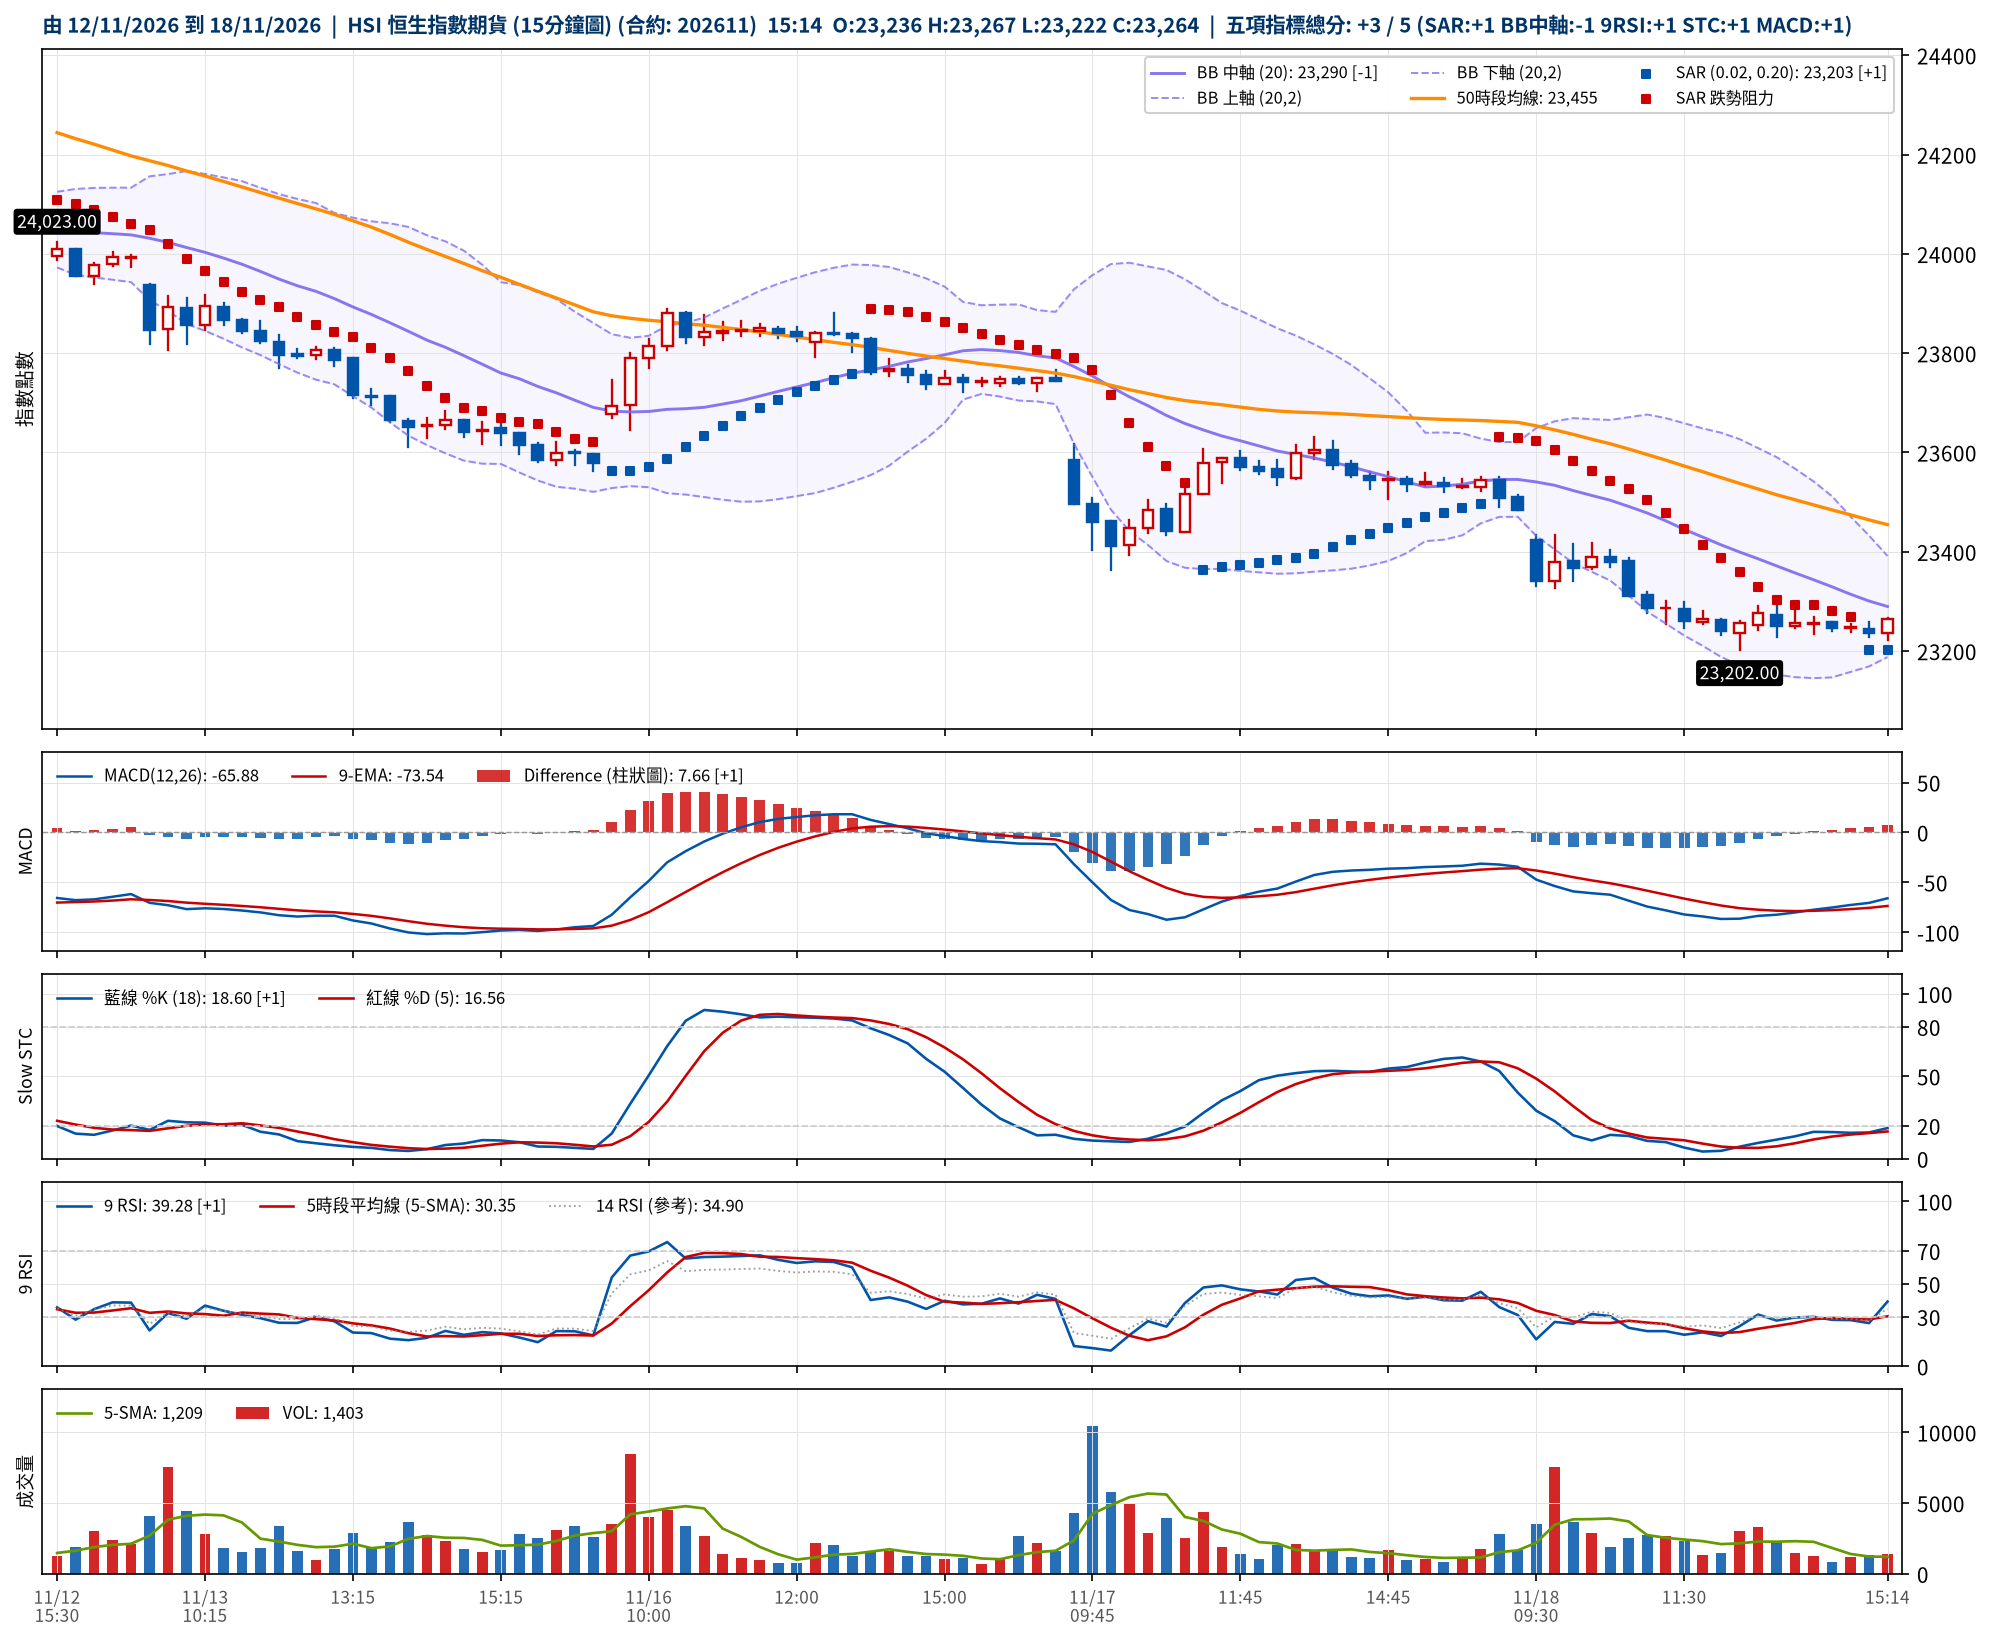 由 12/11/2026 到 18/11/2026 | HSI 恒生指數期貨 (15分鐘圖) (合約: 202611) 15:14 O:23,236 H:23,267 L:23,222 C:23,264 | 五項指標總分: +3 / 5 (SAR:+1 BB中軸:-1 9RSI:+1 STC:+1 MACD:+1)
BB 中軸 (20): 23,290 [-1]
BB 上軸 (20,2)
BB 下軸 (20,2)
50時段均線: 23,455
SAR (0.02, 0.20): 23,203 [+1]
SAR 跌勢阻力
24,023.00
23,202.00
指數點數
24400
24200
24000
23800
23600
23400
23200
MACD(12,26): -65.88
9-EMA: -73.54
Difference (柱狀圖): 7.66 [+1]
MACD
50
0
-50
-100
藍線 %K (18): 18.60 [+1]
紅線 %D (5): 16.56
Slow STC
100
80
50
20
0
9 RSI: 39.28 [+1]
5時段平均線 (5-SMA): 30.35
14 RSI (參考): 34.90
9 RSI
100
70
50
30
0
5-SMA: 1,209
VOL: 1,403
成交量
10000
5000
0
11/12
15:30
11/13
10:15
13:15
15:15
11/16
10:00
12:00
15:00
11/17
09:45
11:45
14:45
11/18
09:30
11:30
15:14